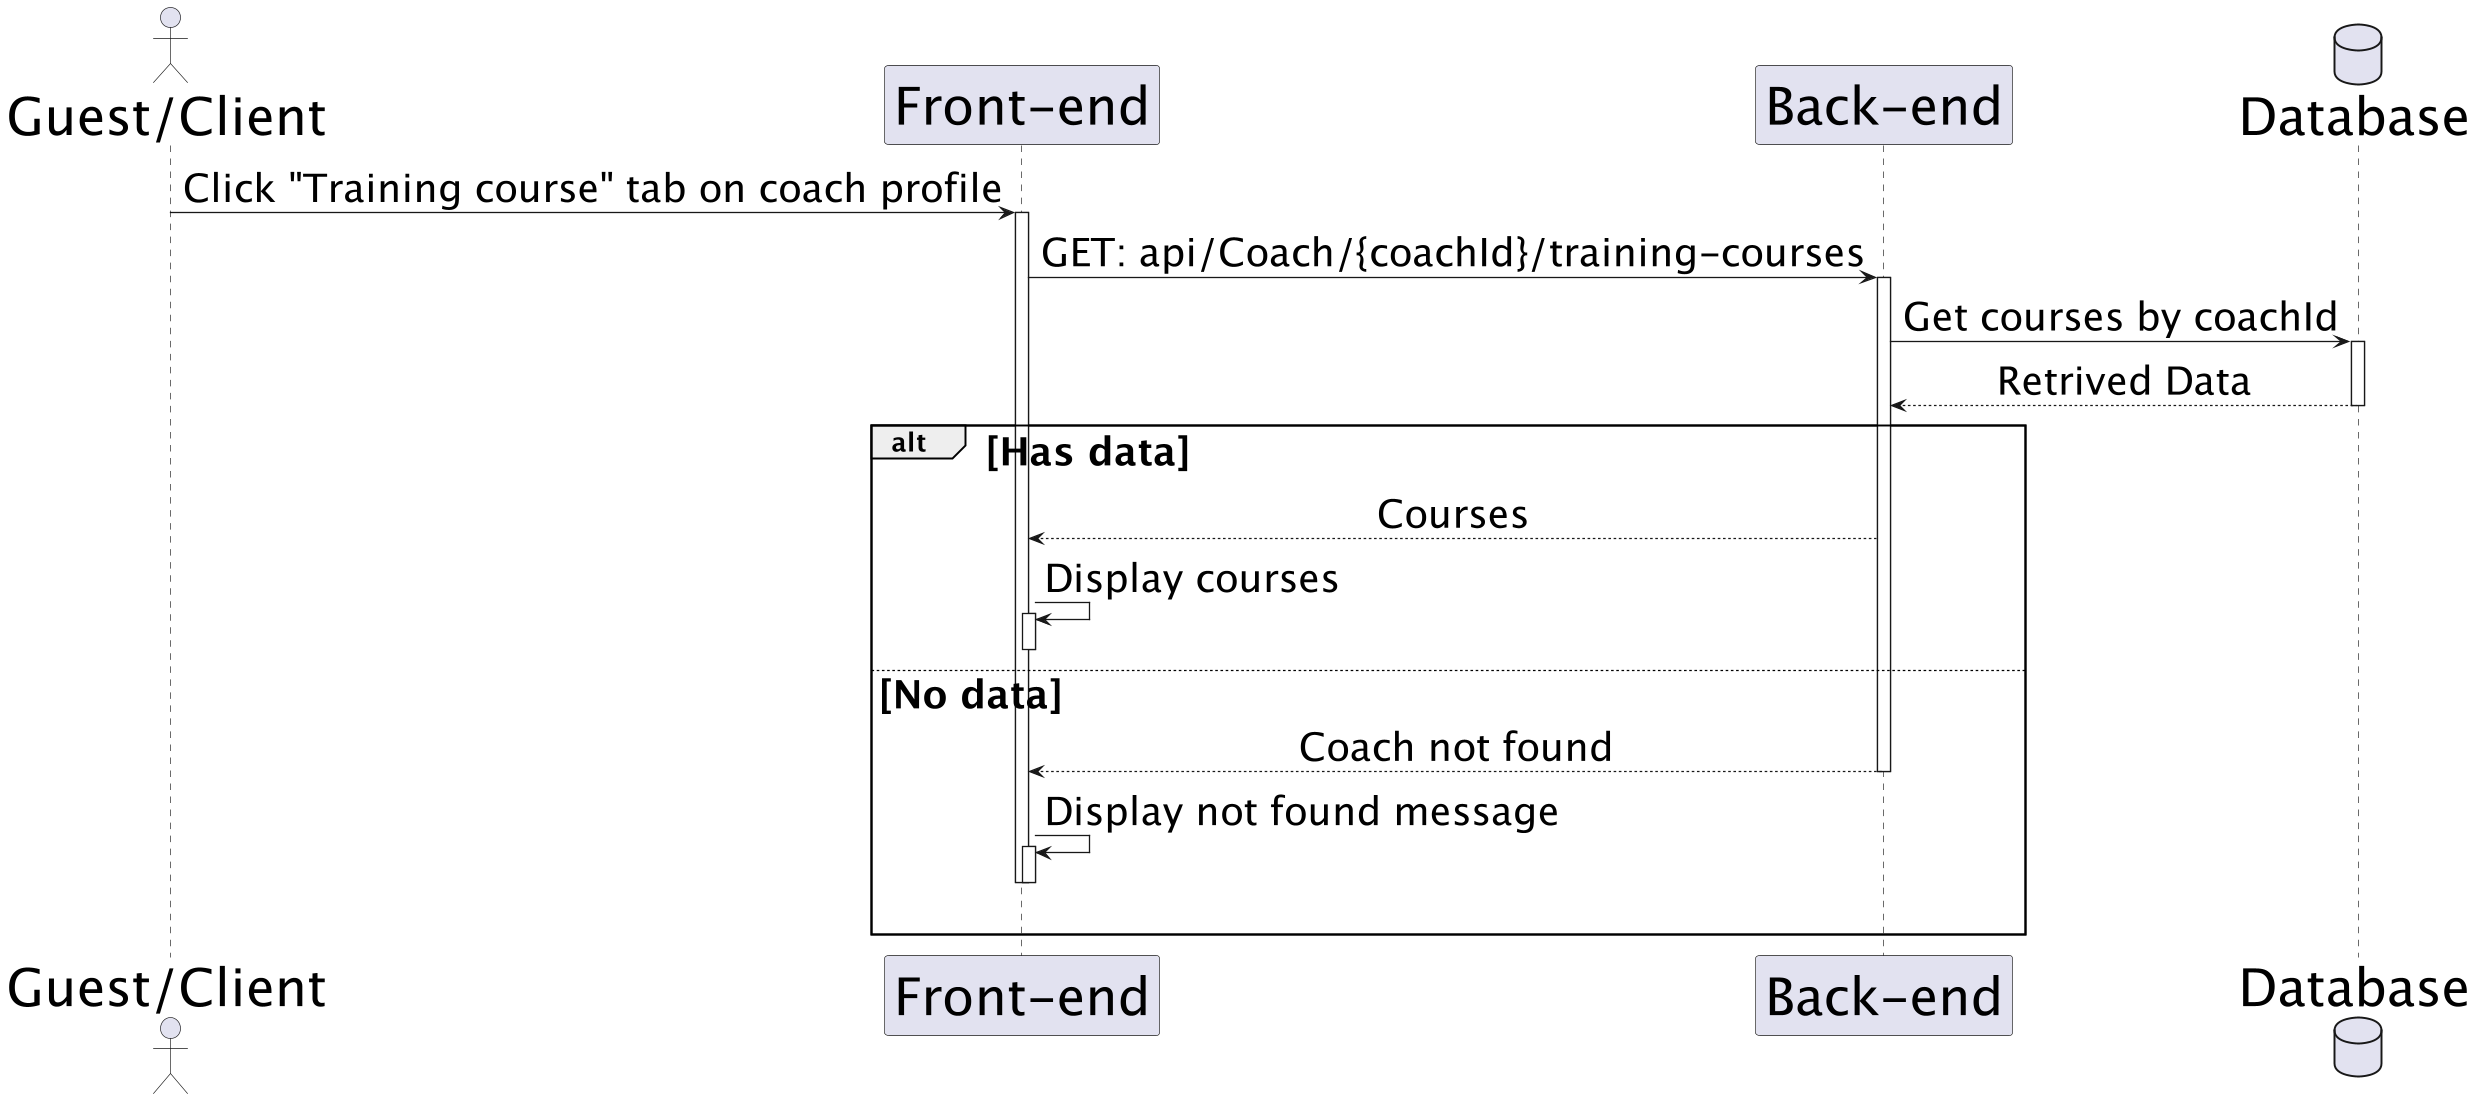 Guest/Client
Front-end
Back-end
Database
Click "Training course" tab on coach profile
GET: api/Coach/{coachId}/training-courses
Get courses by coachId
Retrived Data
alt
[Has data]
Courses
Display courses
[No data]
Coach not found
Display not found message
Guest/Client
Front-end
Back-end
Database